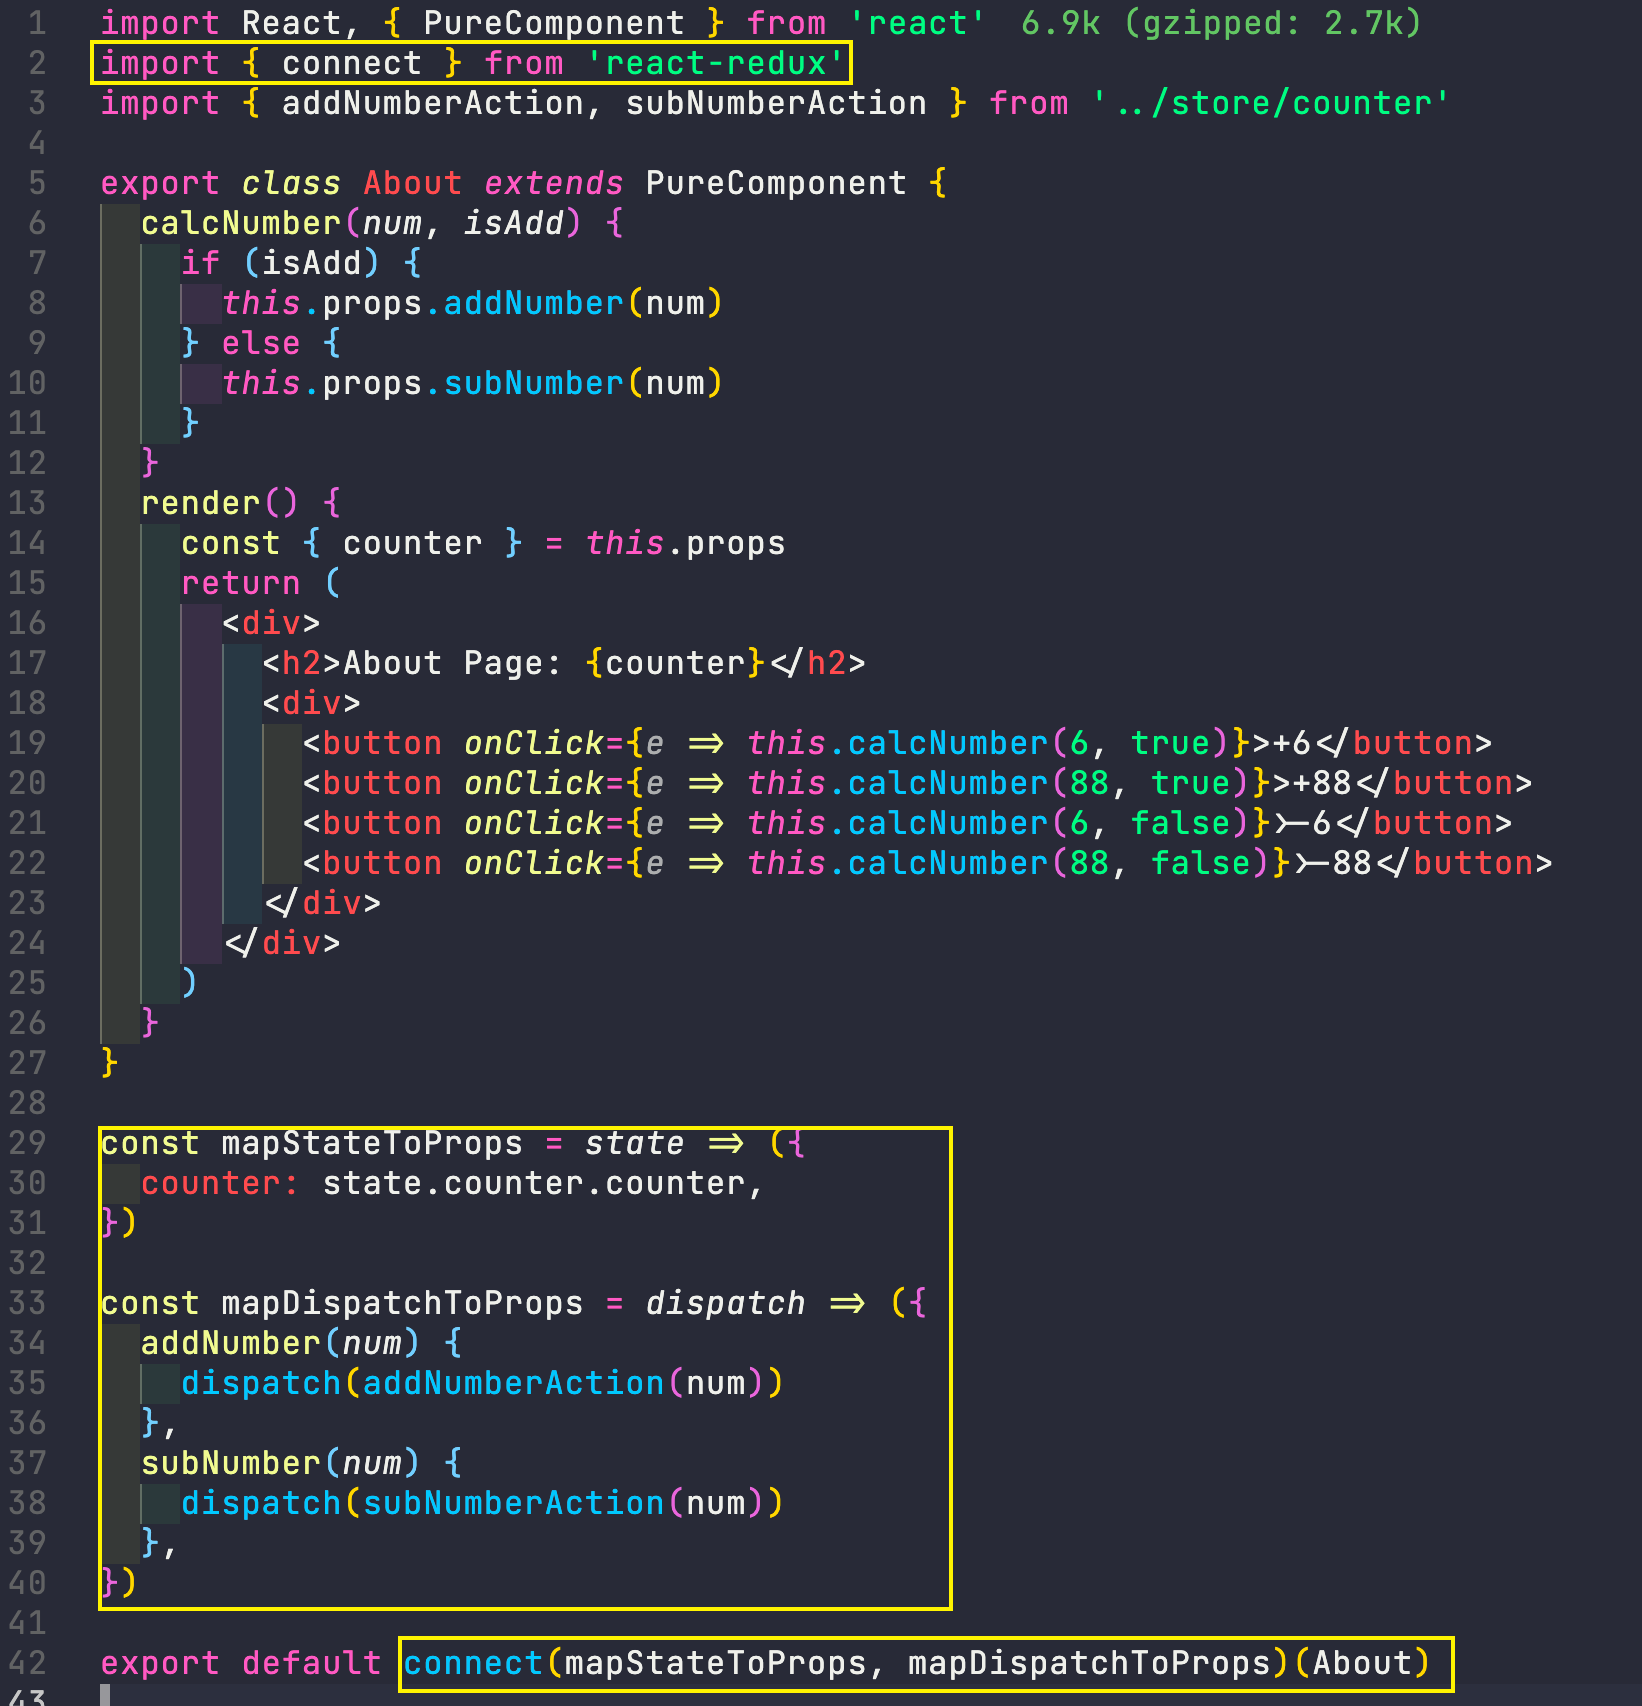 1 import React, { PureComponent } from 'react' 6.9k (gzipped: 2.7k)
2 import { connect } from 'react-redux'
3 import { addNumberAction, subNumberAction } from '../store/counter'
4
5 export class About extends PureComponent {
6   calcNumber(num, isAdd) {
7     if (isAdd) {
8       this.props.addNumber(num)
9     } else {
10       this.props.subNumber(num)
11     }
12   }
13   render() {
14     const { counter } = this.props
15     return (
16       <div>
17         <h2>About Page: {counter}</h2>
18         <div>
19           <button onClick={e => this.calcNumber(6, true)}>+6</button>
20           <button onClick={e => this.calcNumber(88, true)}>+88</button>
21           <button onClick={e => this.calcNumber(6, false)}>-6</button>
22           <button onClick={e => this.calcNumber(88, false)}>-88</button>
23         </div>
24       </div>
25     )
26   }
27 }
28
29 const mapStateToProps = state => ({
30   counter: state.counter.counter,
31 })
32
33 const mapDispatchToProps = dispatch => ({
34   addNumber(num) {
35     dispatch(addNumberAction(num))
36   },
37   subNumber(num) {
38     dispatch(subNumberAction(num))
39   },
40 })
41
42 export default connect(mapStateToProps, mapDispatchToProps)(About)
43